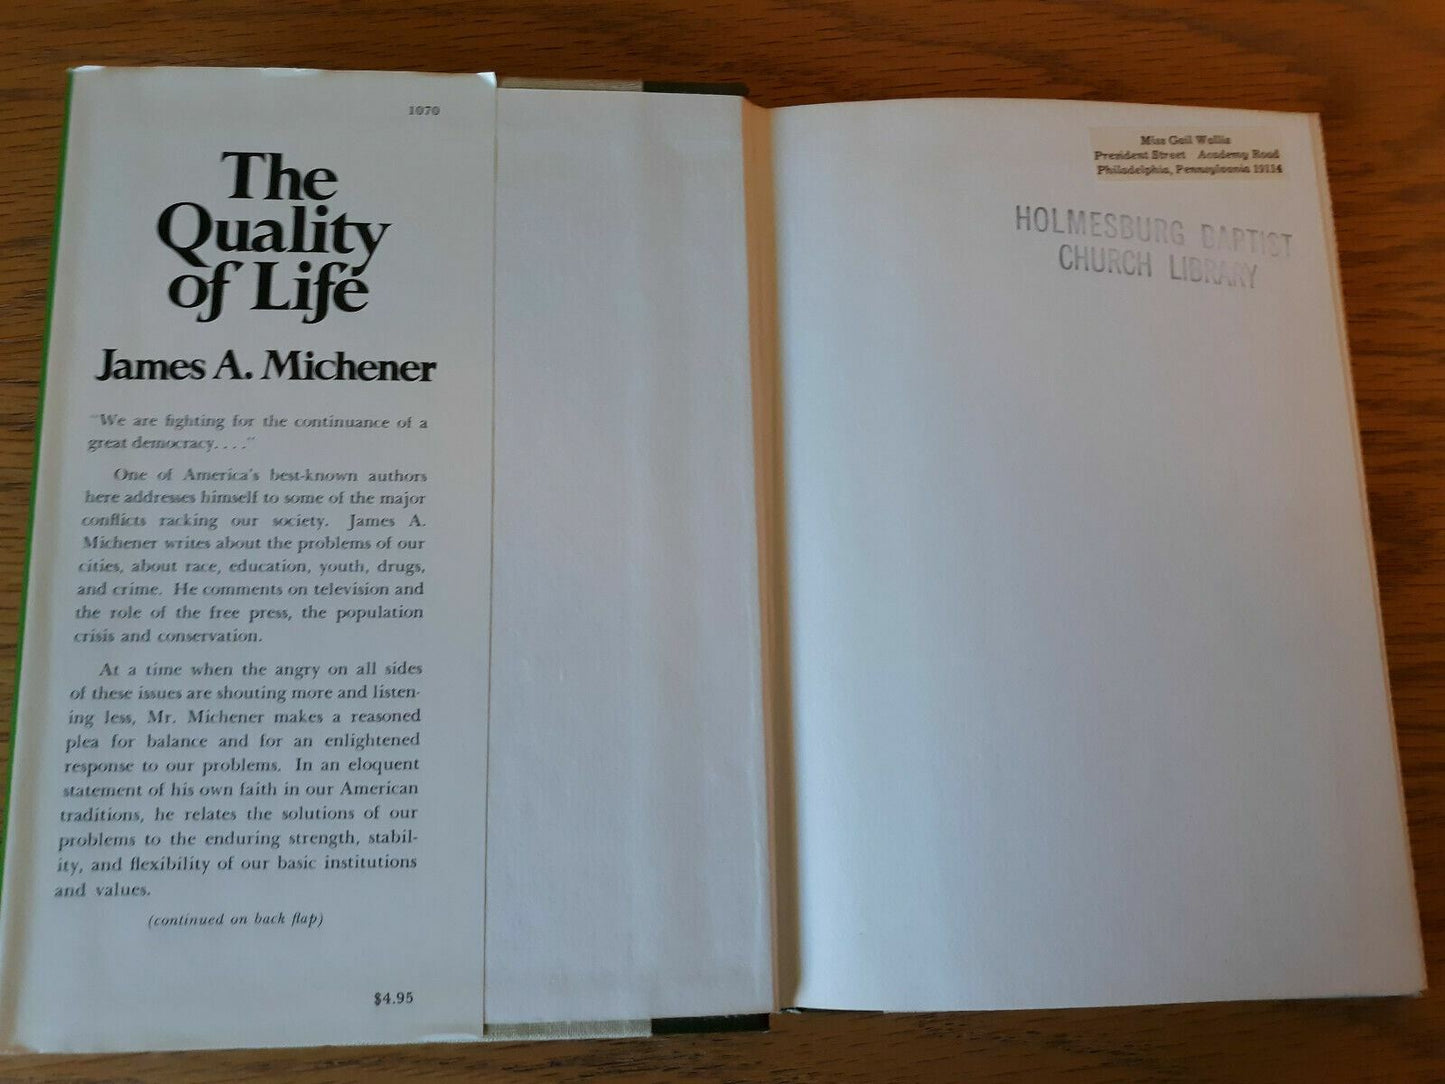 1070
The
Quality
of Life
James A. Michener
"We are fighting for the continuance of a
great democracy. . . ."
One of America's best-known authors
here addresses himself to some of the major
conflicts racking our society. James A.
Michener writes about the problems of our
cities, about race, education, youth, drugs,
and crime. He comments on television and
the role of the free press, the population
crisis and conservation.
At a time when the angry on all sides
of these issues are shouting more and listen-
ing less, Mr. Michener makes a reasoned
plea for balance and for an enlightened
response to our problems. In an eloquent
statement of his own faith in our American
traditions, he relates the solutions of our
problems to the enduring strength, stabil-
ity, and flexibility of our basic institutions
and values.
(continued on back flap)
$4.95
Miss Gail Wallis
President Street Academy Road
Philadelphia, Pennsylvania 19114
HOLMESBURG BAPTIST
CHURCH LIBRARY